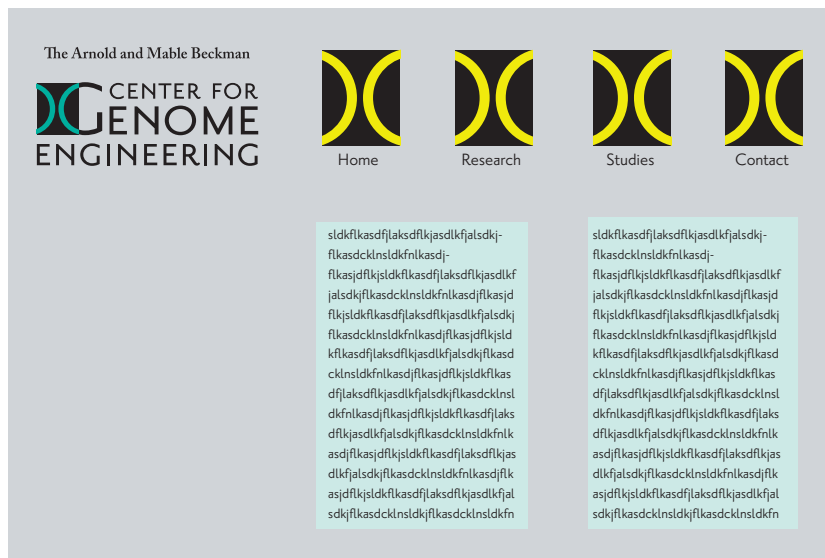 The Arnold and Mable Beckman
CENTER FOR
GENOME
ENGINEERING
Home
Research
Studies
Contact
sldkflkasdfjlaksdflkjasdlkfjalsdkj-
flkasdcklnsldkfnlkasdj-
flkasjdflkjsldkflkasdfjlaksdflkjasdlkf
jalsdkjflkasdcklnsldkfnlkasdjflkasjd
flkjsldkflkasdfjlaksdflkjasdlkfjalsdkj
flkasdcklnsldkfnlkasdjflkasjdflkjsld
kflkasdfjlaksdflkjasdlkfjalsdkjflkasd
cklnsldkfnlkasdjflkasjdflkjsldkflkas
dfjlaksdflkjasdlkfjalsdkjflkasdcklnsl
dkfnlkasdjflkasjdflkjsldkflkasdfjlaks
dflkjasdlkfjalsdkjflkasdcklnsldkfnlk
asdjflkasjdflkjsldkflkasdfjlaksdflkjas
dlkfjalsdkjflkasdcklnsldkfnlkasdjflk
asjdflkjsldkflkasdfjlaksdflkjasdlkfjal
sdkjflkasdcklnsldkjflkasdcklnsldkfn
sldkflkasdfjlaksdflkjasdlkfjalsdkj-
flkasdcklnsldkfnlkasdj-
flkasjdflkjsldkflkasdfjlaksdflkjasdlkf
jalsdkjflkasdcklnsldkfnlkasdjflkasjd
flkjsldkflkasdfjlaksdflkjasdlkfjalsdkj
flkasdcklnsldkfnlkasdjflkasjdflkjsld
kflkasdfjlaksdflkjasdlkfjalsdkjflkasd
cklnsldkfnlkasdjflkasjdflkjsldkflkas
dfjlaksdflkjasdlkfjalsdkjflkasdcklnsl
dkfnlkasdjflkasjdflkjsldkflkasdfjlaks
dflkjasdlkfjalsdkjflkasdcklnsldkfnlk
asdjflkasjdflkjsldkflkasdfjlaksdflkjas
dlkfjalsdkjflkasdcklnsldkfnlkasdjflk
asjdflkjsldkflkasdfjlaksdflkjasdlkfjal
sdkjflkasdcklnsldkjflkasdcklnsldkfn